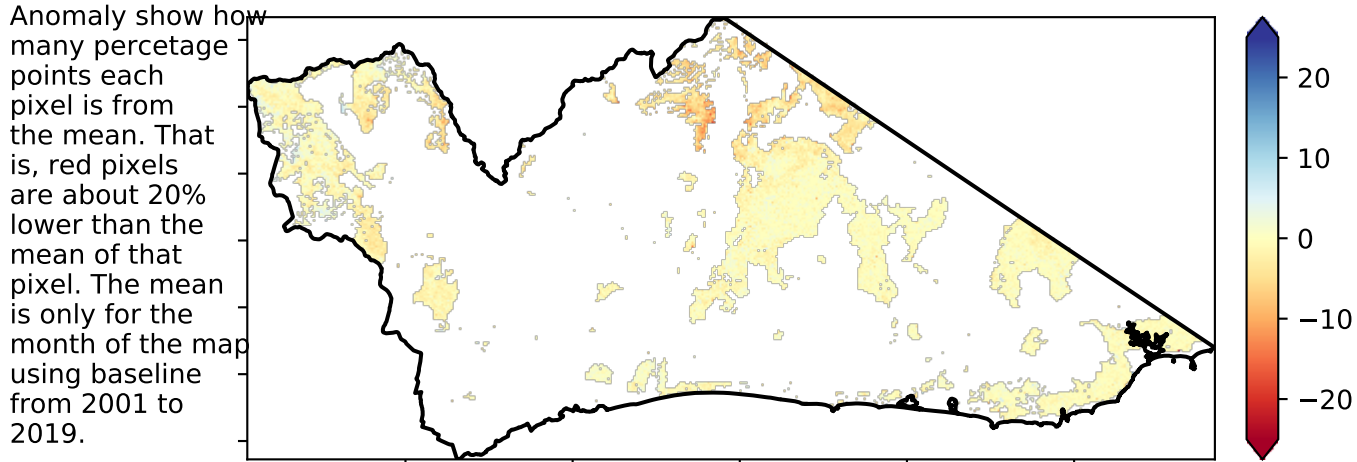 Anomaly show how
many percetage
points each
pixel is from
the mean. That
is, red pixels
are about 20%
lower than the
mean of that
pixel. The mean
is only for the
month of the map
using baseline
from 2001 to
2019.
20
10
0
−10
−20